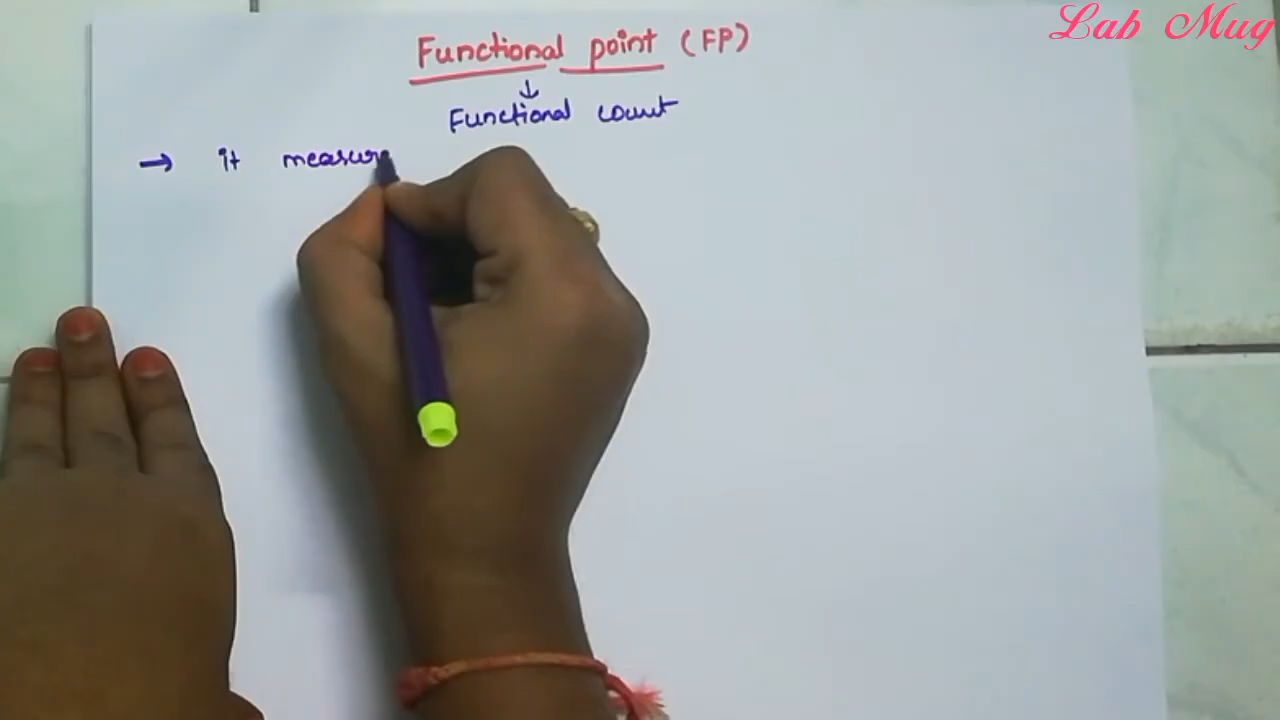 Lab Mug
Functional point (FP)
↓
Functional count
→ it measure